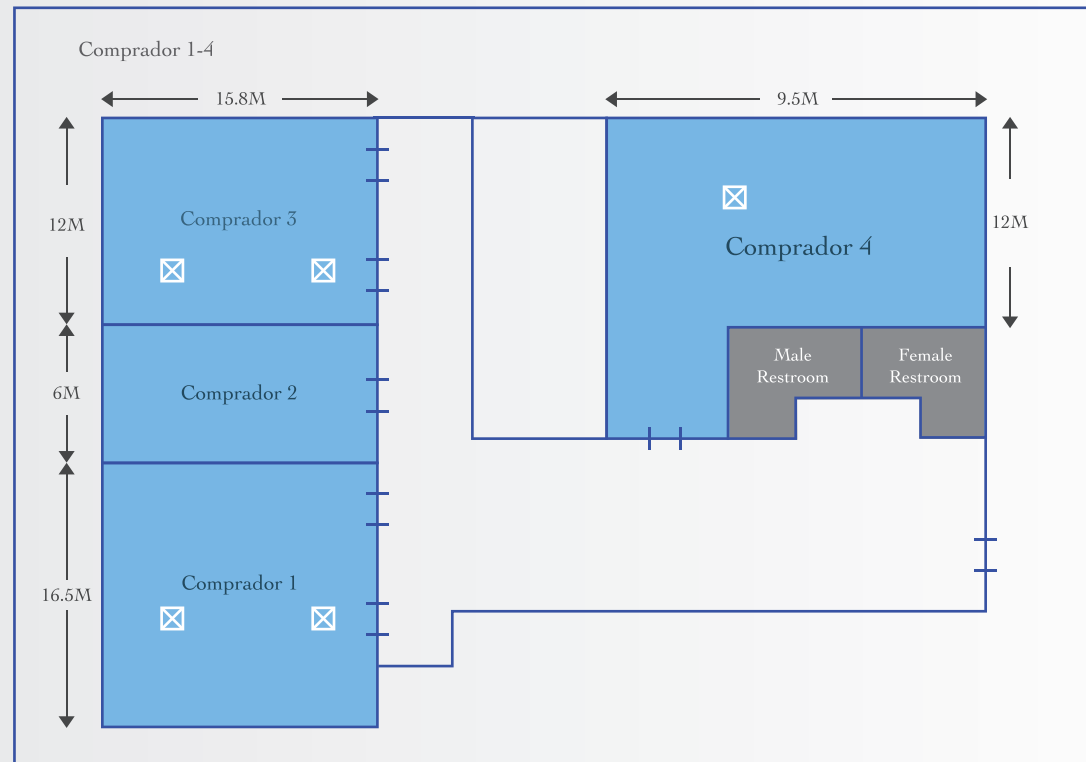 Comprador 1-4
15.8M
9.5M
12M
Comprador 3
12M
Comprador 4
Male
Restroom
Female
Restroom
6M
Comprador 2
16.5M
Comprador 1